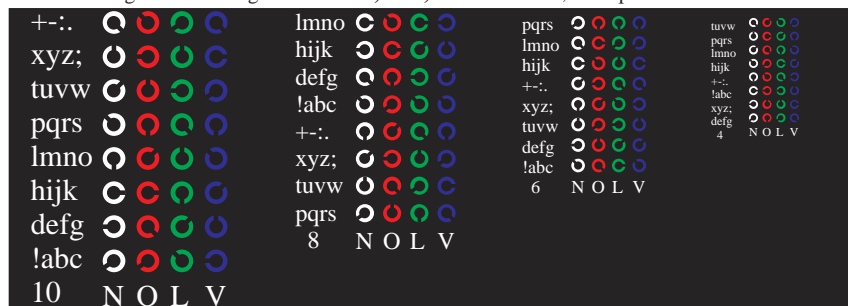 +-:.
xyz;
tuvw
pqrs
lmno
hijk
defg
!abc
10 N O L V
lmno
hijk
defg
!abc
+-:.
xyz;
tuvw
pqrs
8 N O L V
pqrs
lmno
hijk
+-:.
xyz;
tuvw
defg
!abc
6 N O L V
tuvw
pqrs
lmno
hijk
+-:.
!abc
xyz;
defg
4 N O L V